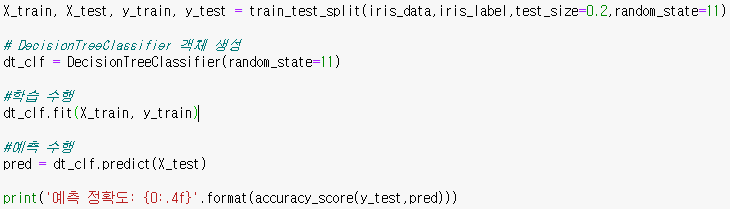 X_train, X_test, y_train, y_test = train_test_split(iris_data,iris_label,test_size=0.2,random_state=11)
# DecisionTreeClassifier 객체 생성
dt_clf = DecisionTreeClassifier(random_state=11)
#학습 수행
dt_clf.fit(X_train, y_train)
#예측 수행
pred = dt_clf.predict(X_test)
print('예측 정확도: {0:.4f}'.format(accuracy_score(y_test,pred)))